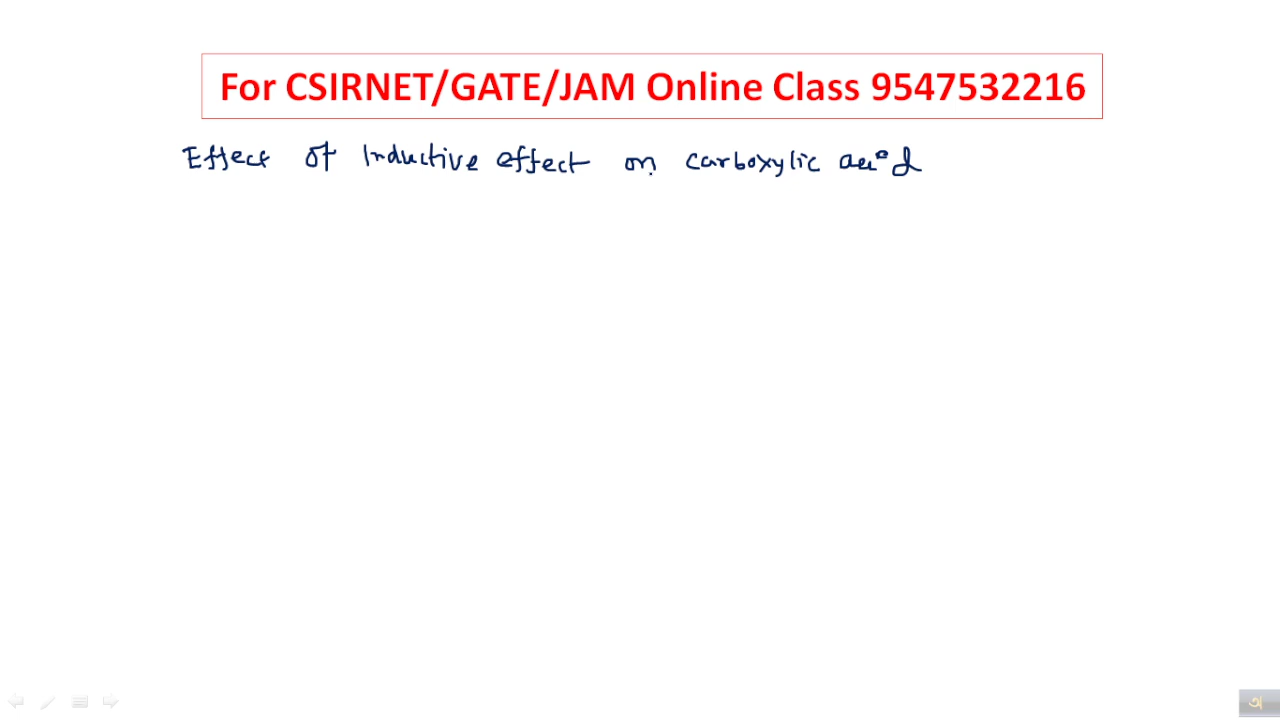 For CSIRNET/GATE/JAM Online Class 9547532216
Effect of Inductive effect on carboxylic acid
অ